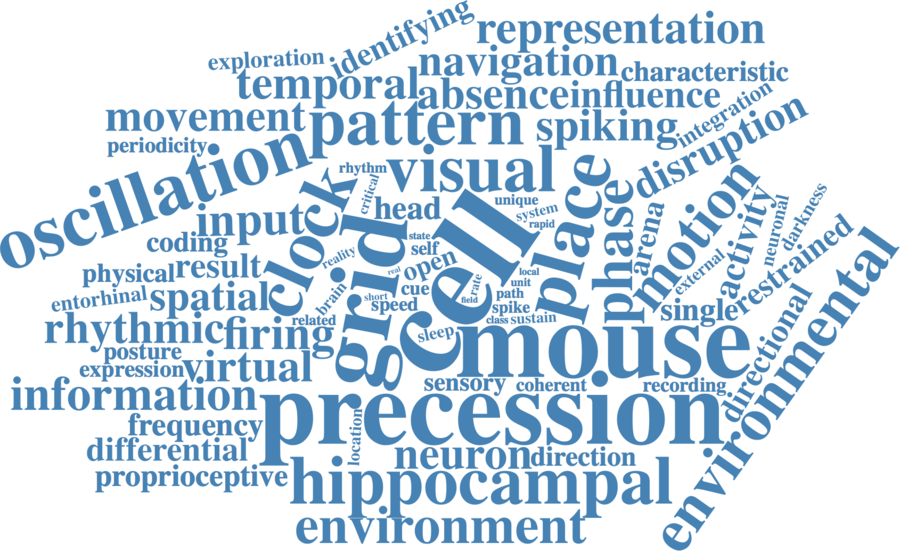 representation
identifying
exploration
navigation
characteristic
temporal
absence
influence
integration
movement
pattern
spiking
disruption
periodicity
oscillation
rhythm
visual
critical
clock
head
unique
system
rapid
place
phase
arena
motion
activity
neuronal
darkness
input
coding
grid
state
self
cell
reality
open
real
physical
result
external
restrained
environmental
entorhinal
spatial
brain
short
cue
speed
rate
field
local
unit
path
spike
class
sustain
single
related
rhythmic
firing
sleep
mouse
directional
posture
expression
virtual
sensory
coherent
recording
information
precession
frequency
location
differential
neuron
direction
proprioceptive
hippocampal
environment